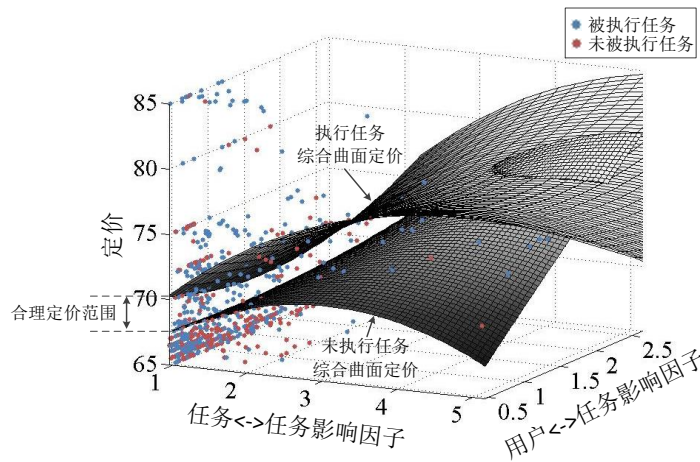 被执行任务
未被执行任务
85
80
75
70
65
定价
执行任务
综合曲面定价
合理定价范围
未执行任务
综合曲面定价
1
2
3
4
5
任务<->任务影响因子
0.5
1
1.5
2
2.5
用户<->任务影响因子